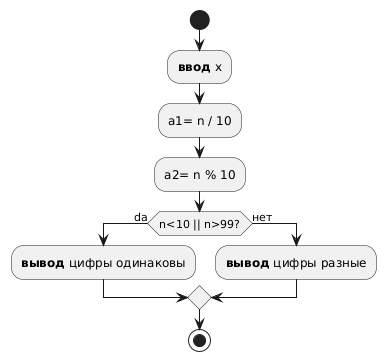 ввод x
a1= n / 10
a2= n % 10
da
n<10 || n>99?
нет
вывод цифры одинаковы
вывод цифры разные